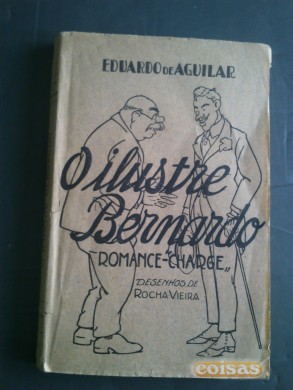 EDUARDO DE AGUILAR
O ilustre
Bernardo
ROMANCE-"CHARGE"
DESENHOS DE
ROCHA VIEIRA
coisas